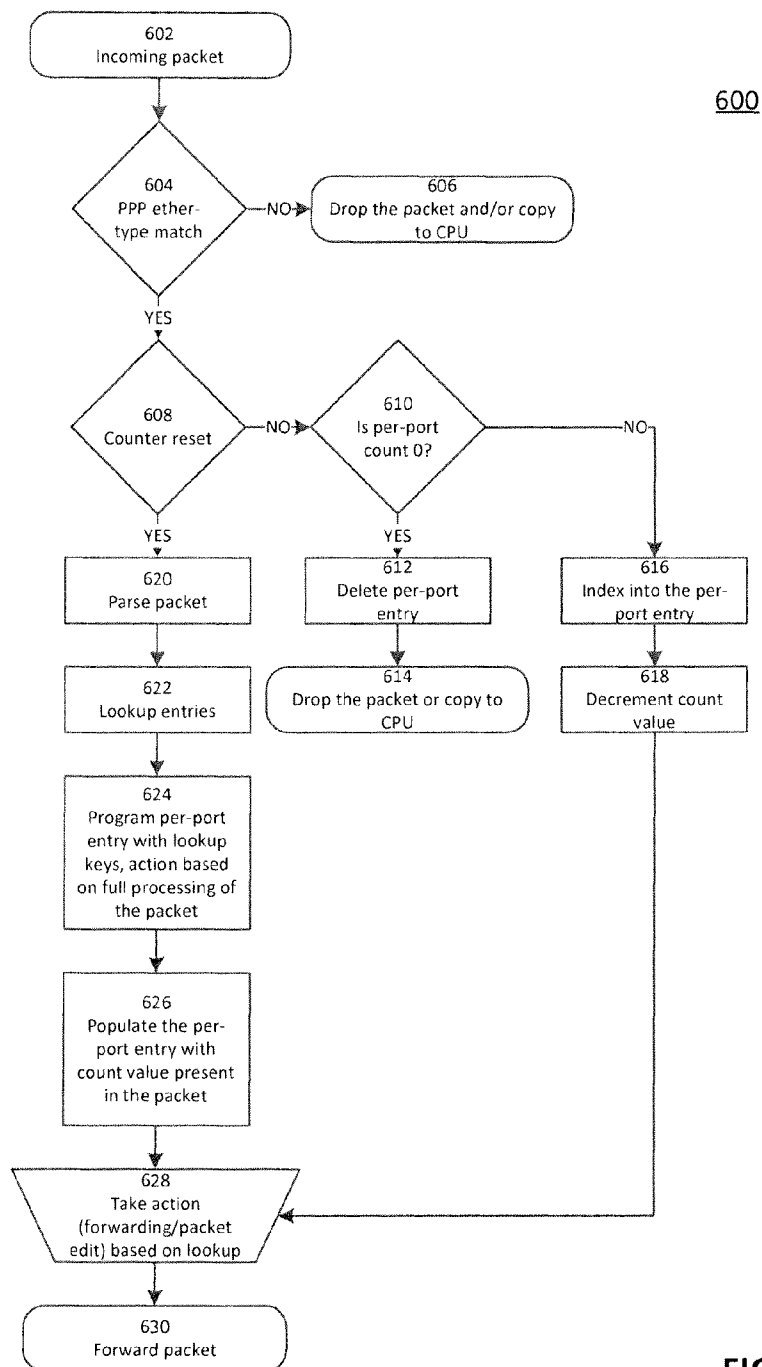 602
Incoming packet
600
604
PPP ether-
type match
NO
606
Drop the packet and/or copy
to CPU
YES
608
Counter reset
NO
610
Is per-port
count 0?
NO
YES
YES
620
Parse packet
612
Delete per-port
entry
616
Index into the per-
port entry
622
Lookup entries
614
Drop the packet or copy to
CPU
618
Decrement count
value
624
Program per-port
entry with lookup
keys, action based
on full processing of
the packet
626
Populate the per-
port entry with
count value present
in the packet
628
Take action
(forwarding/packet
edit) based on lookup
630
Forward packet